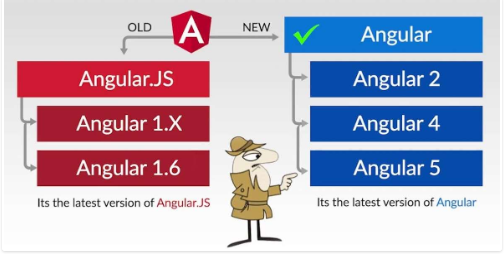 OLD
A
NEW
Angular
Angular.JS
Angular 1.X
Angular 1.6
Its the latest version of Angular.JS
Angular 2
Angular 4
Angular 5
Its the latest version of Angular